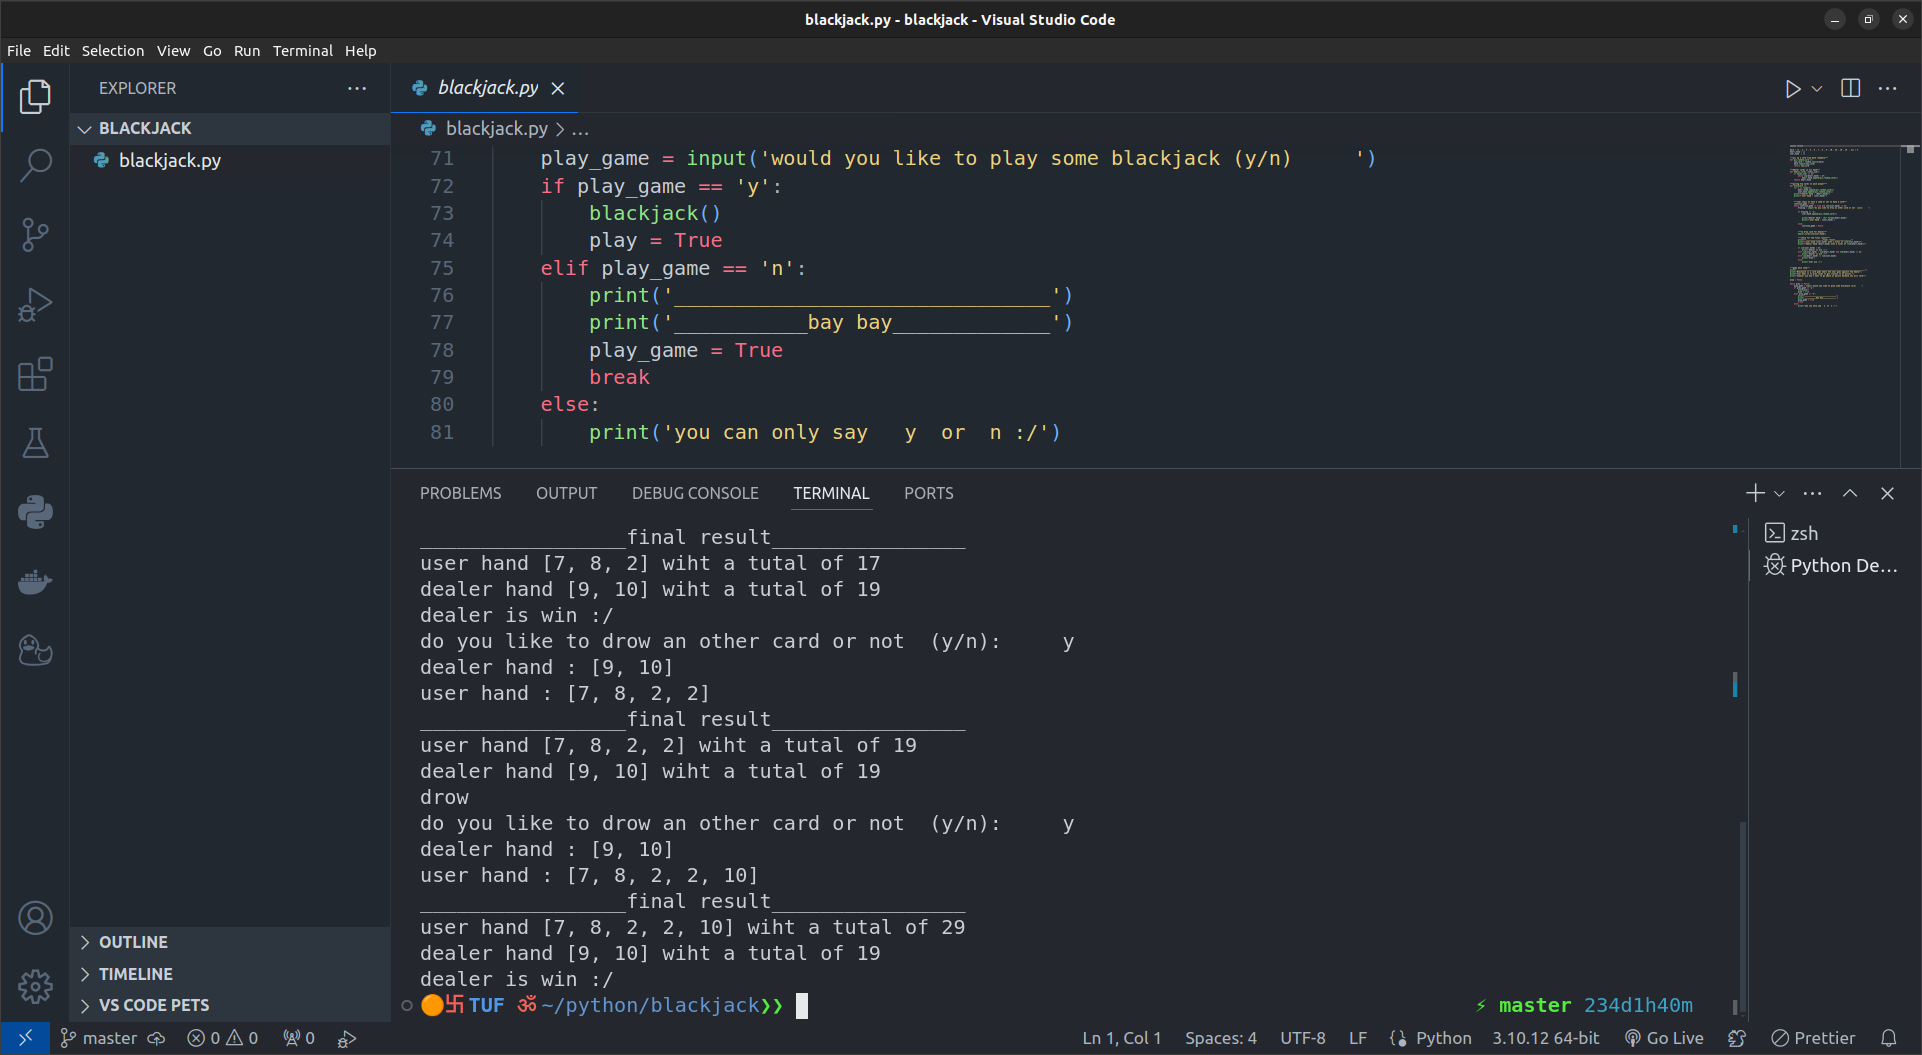 blackjack.py - blackjack - Visual Studio Code
File Edit Selection View Go Run Terminal Help
EXPLORER
BLACKJACK
blackjack.py
OUTLINE
TIMELINE
VS CODE PETS
blackjack.py
blackjack.py > ...
71 play_game = input('would you like to play some blackjack (y/n)     ')
72 if play_game == 'y':
73 blackjack()
74 play = True
75 elif play_game == 'n':
76 print('_______________________________')
77 print('___________bay bay_____________')
78 play_game = True
79 break
80 else:
81 print('you can only say   y  or  n :/')
PROBLEMS OUTPUT DEBUG CONSOLE TERMINAL PORTS
_________________final result________________
user hand [7, 8, 2] wiht a tutal of 17
dealer hand [9, 10] wiht a tutal of 19
dealer is win :/
do you like to drow an other card or not  (y/n):     y
dealer hand : [9, 10]
user hand : [7, 8, 2, 2]
_________________final result________________
user hand [7, 8, 2, 2] wiht a tutal of 19
dealer hand [9, 10] wiht a tutal of 19
drow
do you like to drow an other card or not  (y/n):     y
dealer hand : [9, 10]
user hand : [7, 8, 2, 2, 10]
_________________final result________________
user hand [7, 8, 2, 2, 10] wiht a tutal of 29
dealer hand [9, 10] wiht a tutal of 19
dealer is win :/
卐TUF ॐ~/python/blackjack❯❯ ⚡ master 234d1h40m
zsh
Python De...
master 0 0 0 Ln 1, Col 1 Spaces: 4 UTF-8 LF Python 3.10.12 64-bit Go Live Prettier